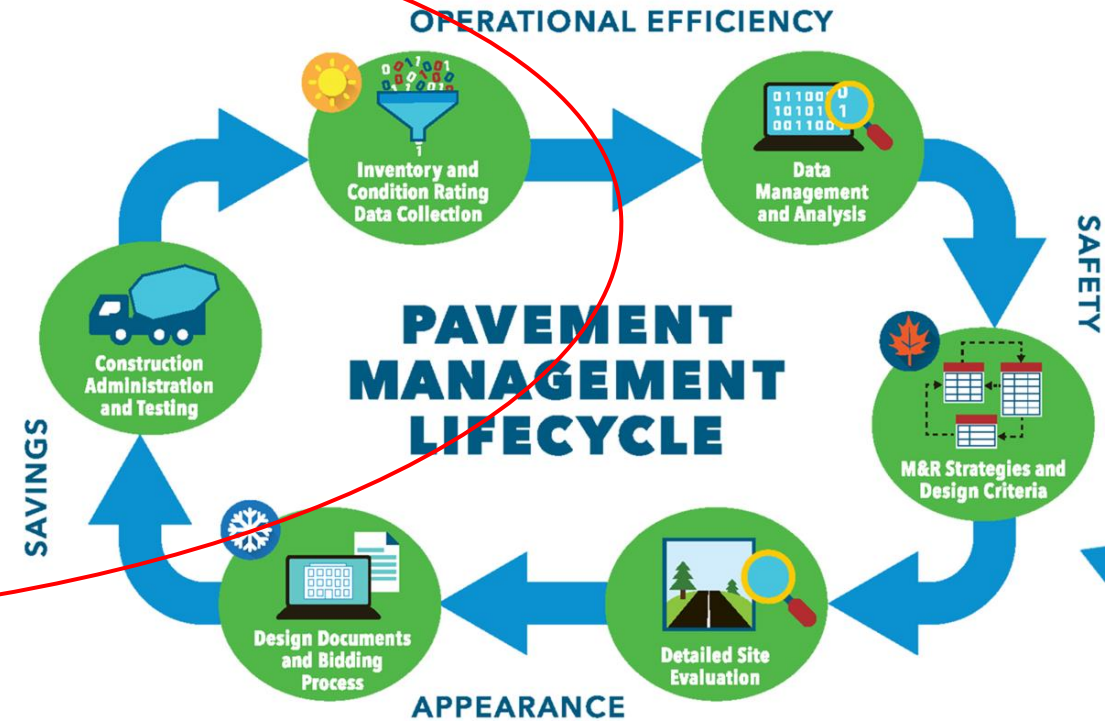 OPERATIONAL EFFICIENCY
Inventory and
Condition Rating
Data Collection
Data
Management
and Analysis
SAFETY
M&R Strategies and
Design Criteria
Detailed Site
Evaluation
APPEARANCE
Design Documents
and Bidding
Process
SAVINGS
Construction
Administration
and Testing
PAVEMENT
MANAGEMENT
LIFECYCLE